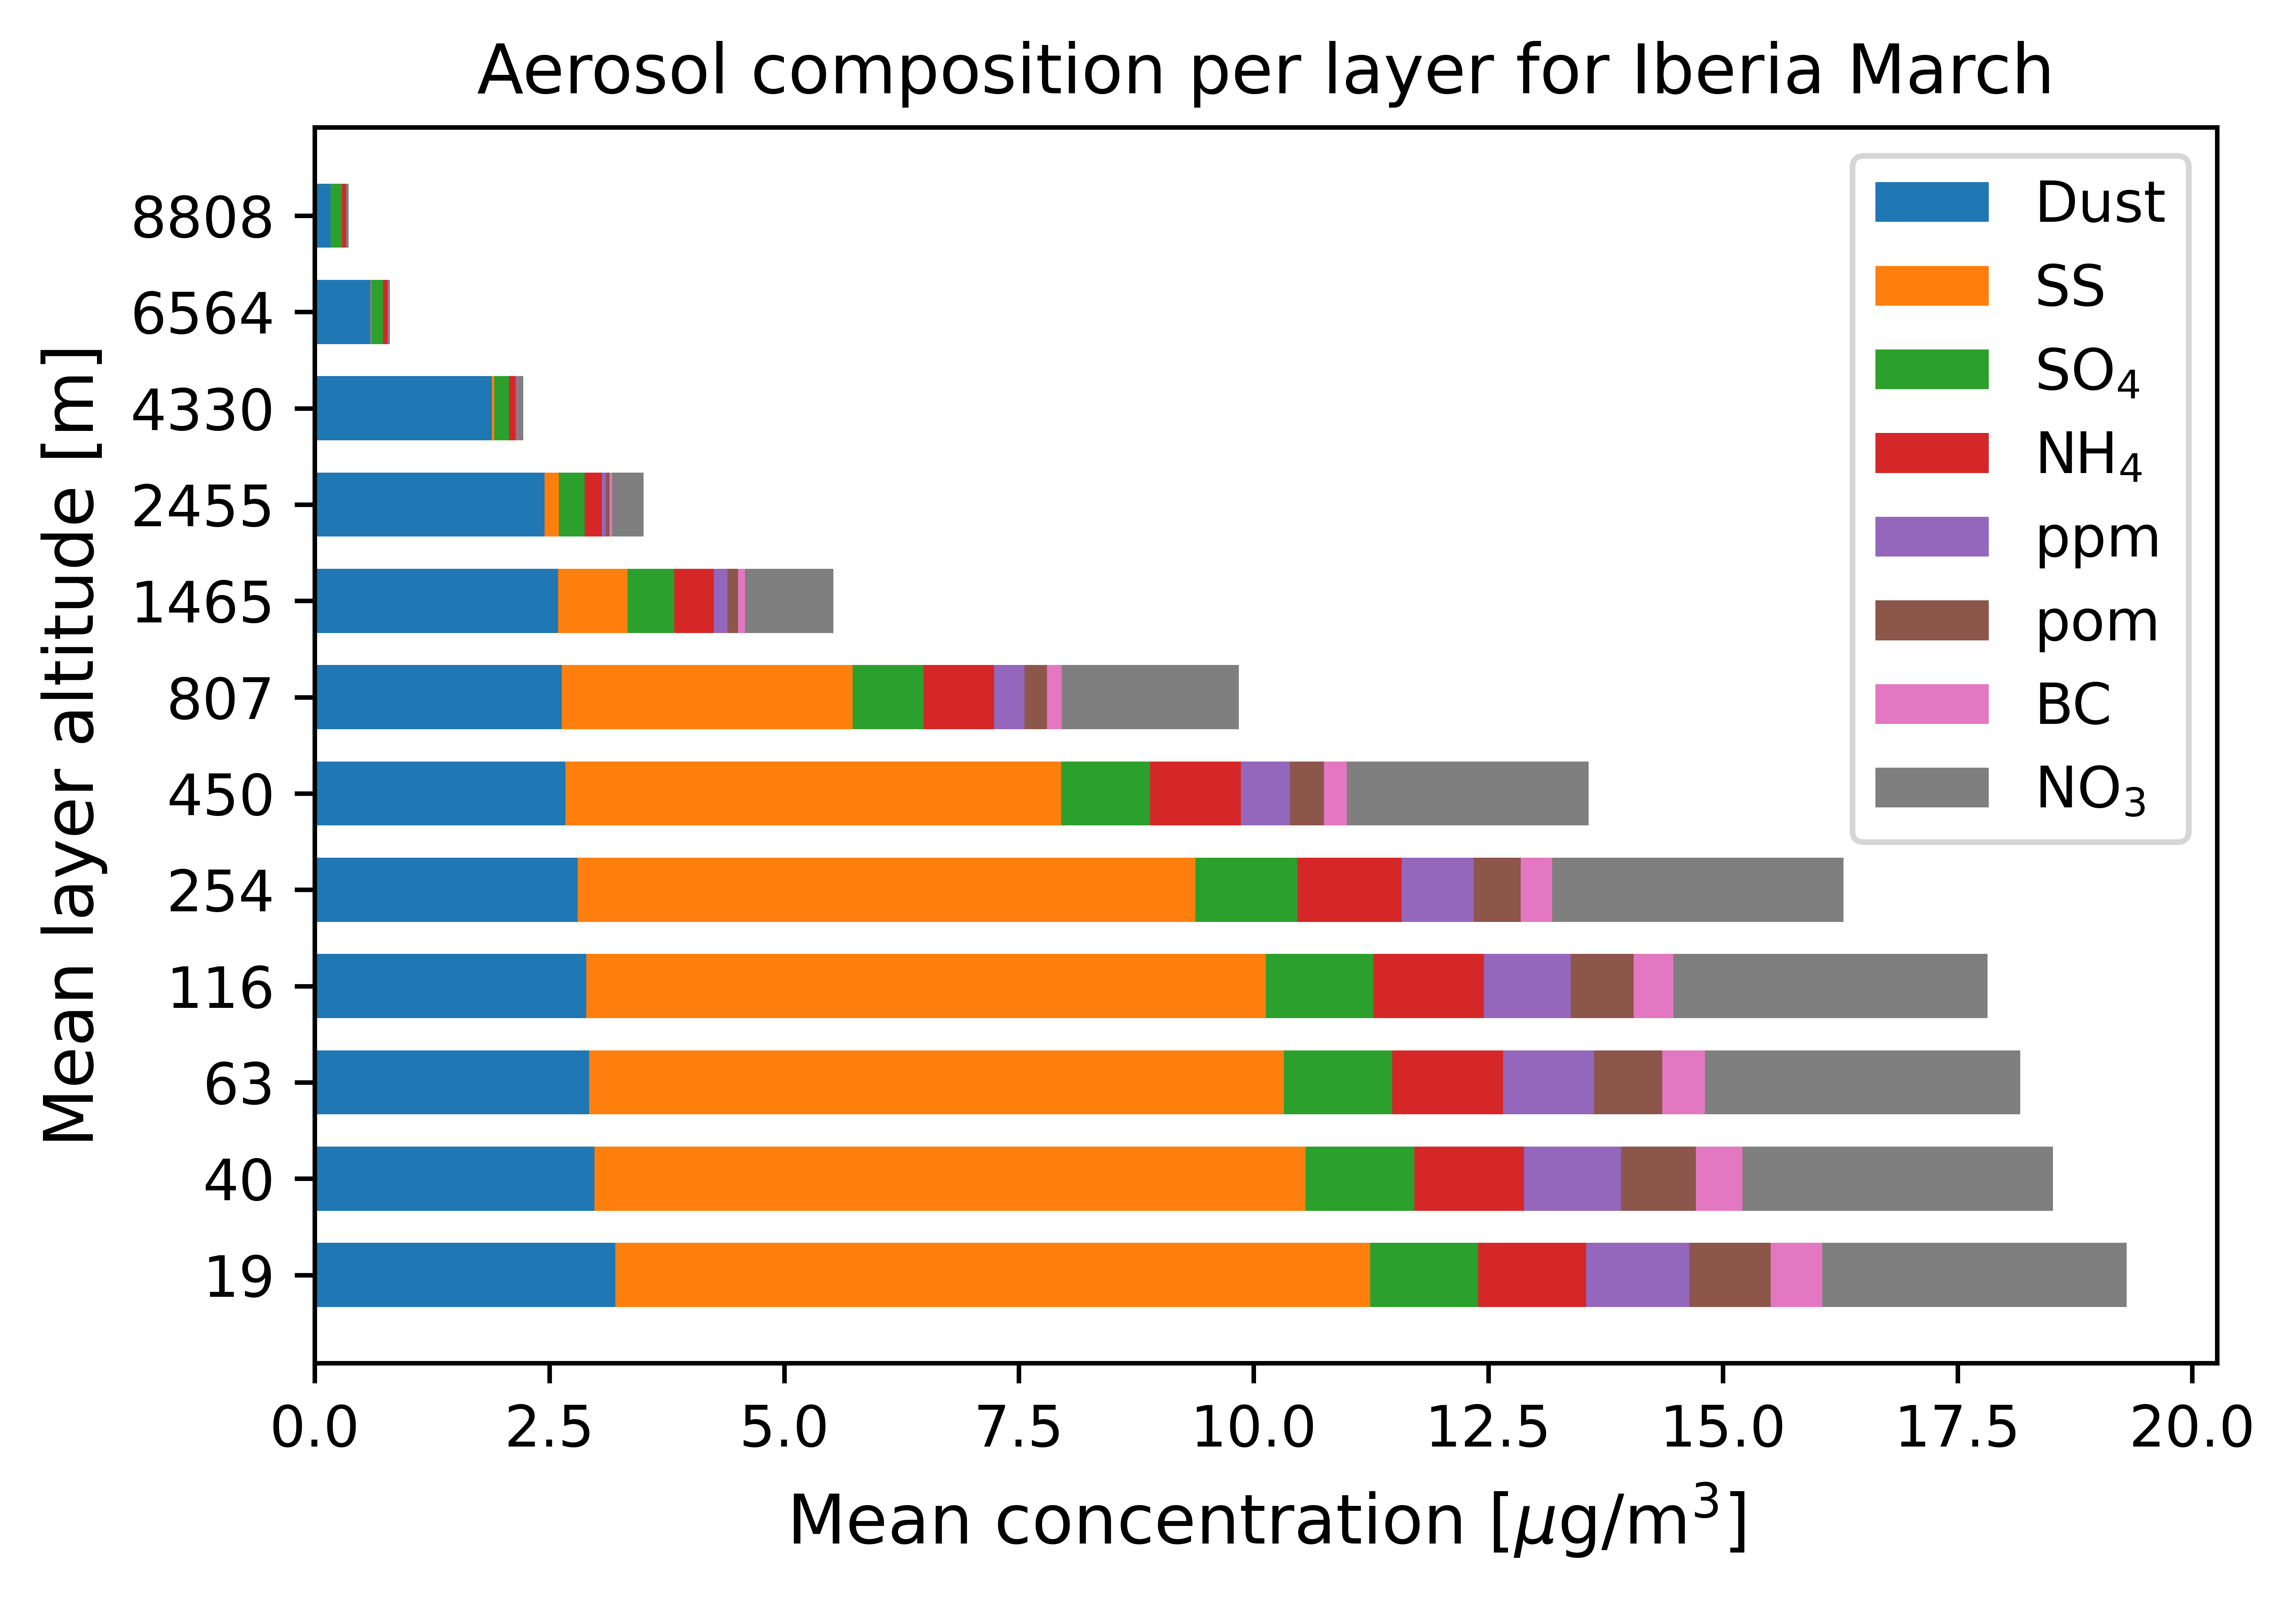 Aerosol composition per layer for Iberia March
Mean layer altitude [m]
8808
6564
4330
2455
1465
807
450
254
116
63
40
19
0.0 2.5 5.0 7.5 10.0 12.5 15.0 17.5 20.0
Mean concentration [μg/m³]
Dust
SS
SO₄
NH₄
ppm
pom
BC
NO₃